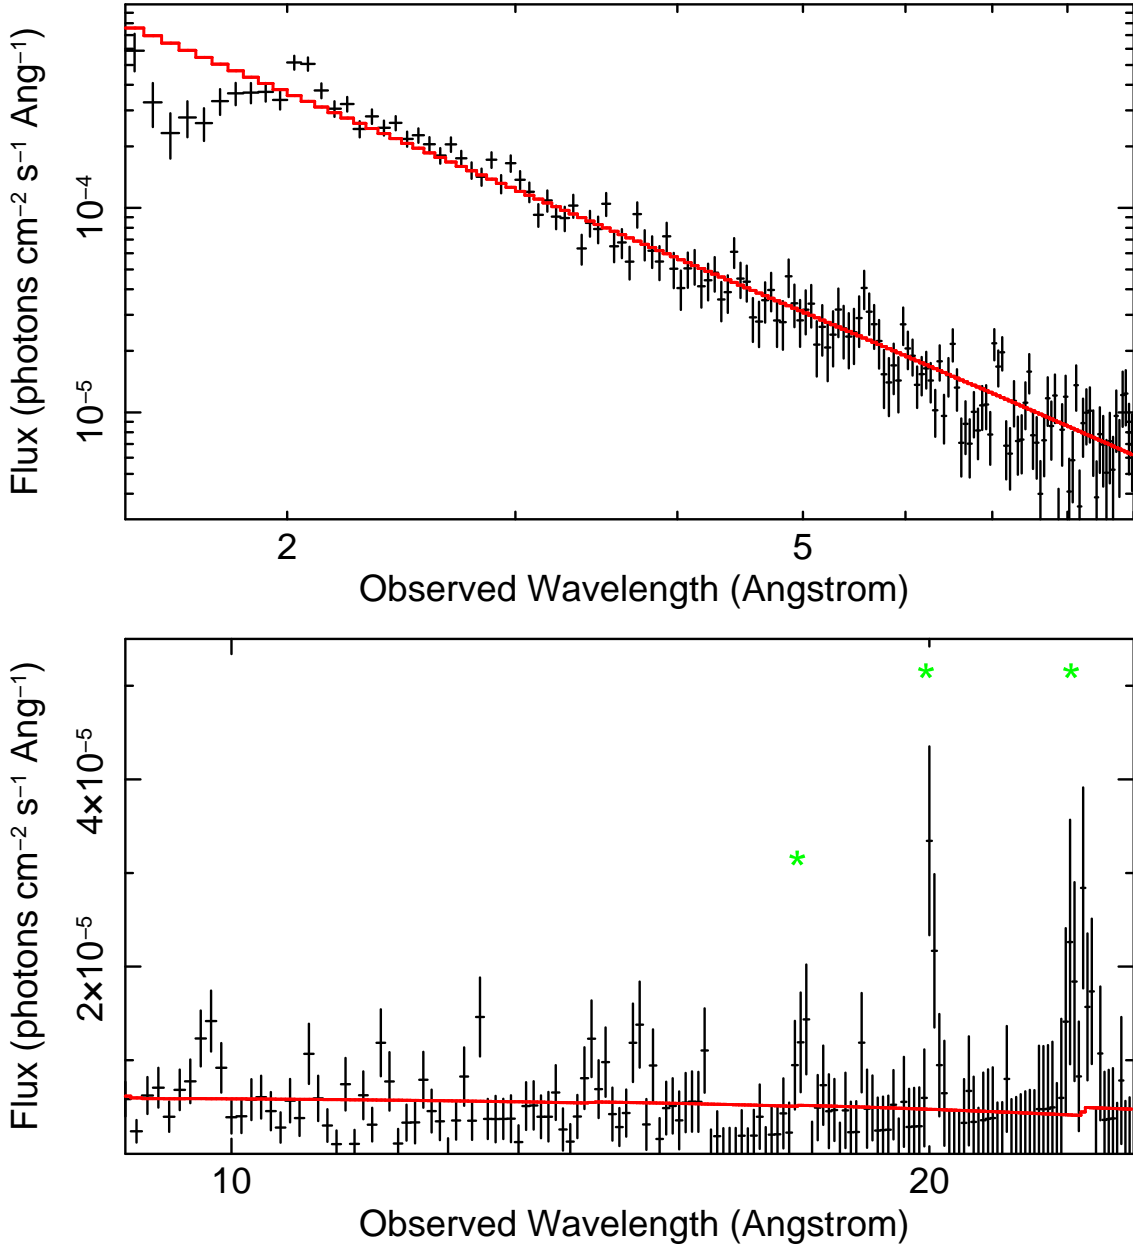 Flux (photons cm⁻² s⁻¹ Ang⁻¹)
10⁻⁴
10⁻⁵
2
5
Observed Wavelength (Angstrom)
Flux (photons cm⁻² s⁻¹ Ang⁻¹)
*
*
4×10⁻⁵
*
2×10⁻⁵
10
20
Observed Wavelength (Angstrom)